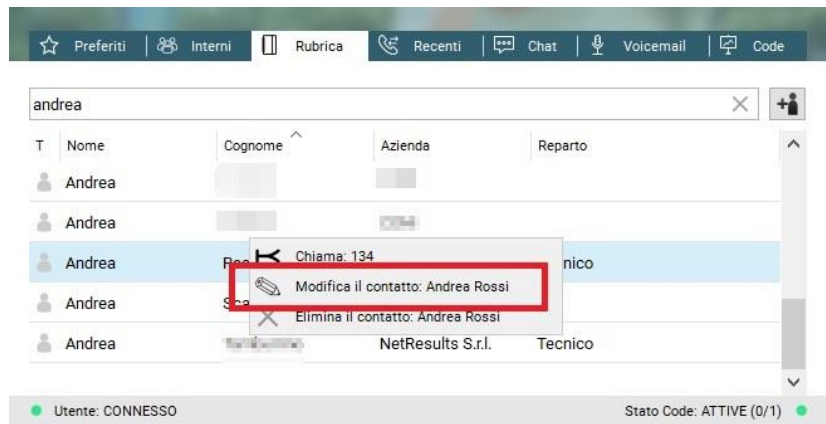 Preferiti Interni Rubrica Recenti Chat Voicemail Code
andrea
T Nome Cognome Azienda Reparto
Andrea
Andrea
Chiama: 134
Andrea nico
Modifica il contatto: Andrea Rossi
Andrea
Elimina il contatto: Andrea Rossi
Andrea NetResults S.r.l. Tecnico
Utente: CONNESSO Stato Code: ATTIVE (0/1)